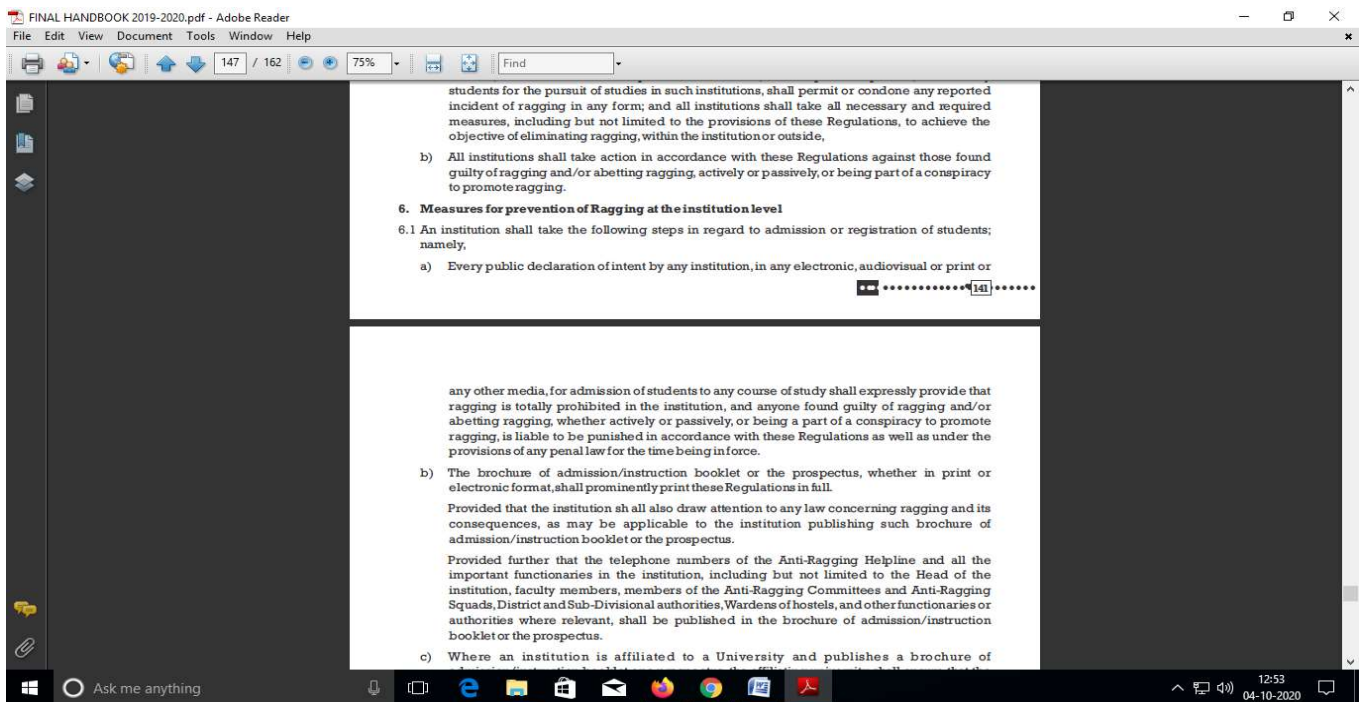 FINAL HANDBOOK 2019-2020.pdf - Adobe Reader
File Edit View Document Tools Window Help
147 / 162 75% Find
students for the pursuit of studies in such institutions, shall permit or condone any reported
incident of ragging in any form; and all institutions shall take all necessary and required
measures, including but not limited to the provisions of these Regulations, to achieve the
objective of eliminating ragging, within the institution or outside,
b) All institutions shall take action in accordance with these Regulations against those found
guilty of ragging and/or abetting ragging, actively or passively, or being part of a conspiracy
to promote ragging.
6. Measures for prevention of Ragging at the institution level
6.1 An institution shall take the following steps in regard to admission or registration of students;
namely,
a) Every public declaration of intent by any institution, in any electronic, audiovisual or print or
141
any other media, for admission of students to any course of study shall expressly provide that
ragging is totally prohibited in the institution, and anyone found guilty of ragging and/or
abetting ragging, whether actively or passively, or being a part of a conspiracy to promote
ragging, is liable to be punished in accordance with these Regulations as well as under the
provisions of any penal law for the time being in force.
b) The brochure of admission/instruction booklet or the prospectus, whether in print or
electronic format, shall prominently print these Regulations in full.
Provided that the institution sh all also draw attention to any law concerning ragging and its
consequences, as may be applicable to the institution publishing such brochure of
admission/instruction booklet or the prospectus.
Provided further that the telephone numbers of the Anti-Ragging Helpline and all the
important functionaries in the institution, including but not limited to the Head of the
institution, faculty members, members of the Anti-Ragging Committees and Anti-Ragging
Squads, District and Sub-Divisional authorities, Wardens of hostels, and other functionaries or
authorities where relevant, shall be published in the brochure of admission/instruction
booklet or the prospectus.
c) Where an institution is affiliated to a University and publishes a brochure of
Ask me anything
12:53
04-10-2020